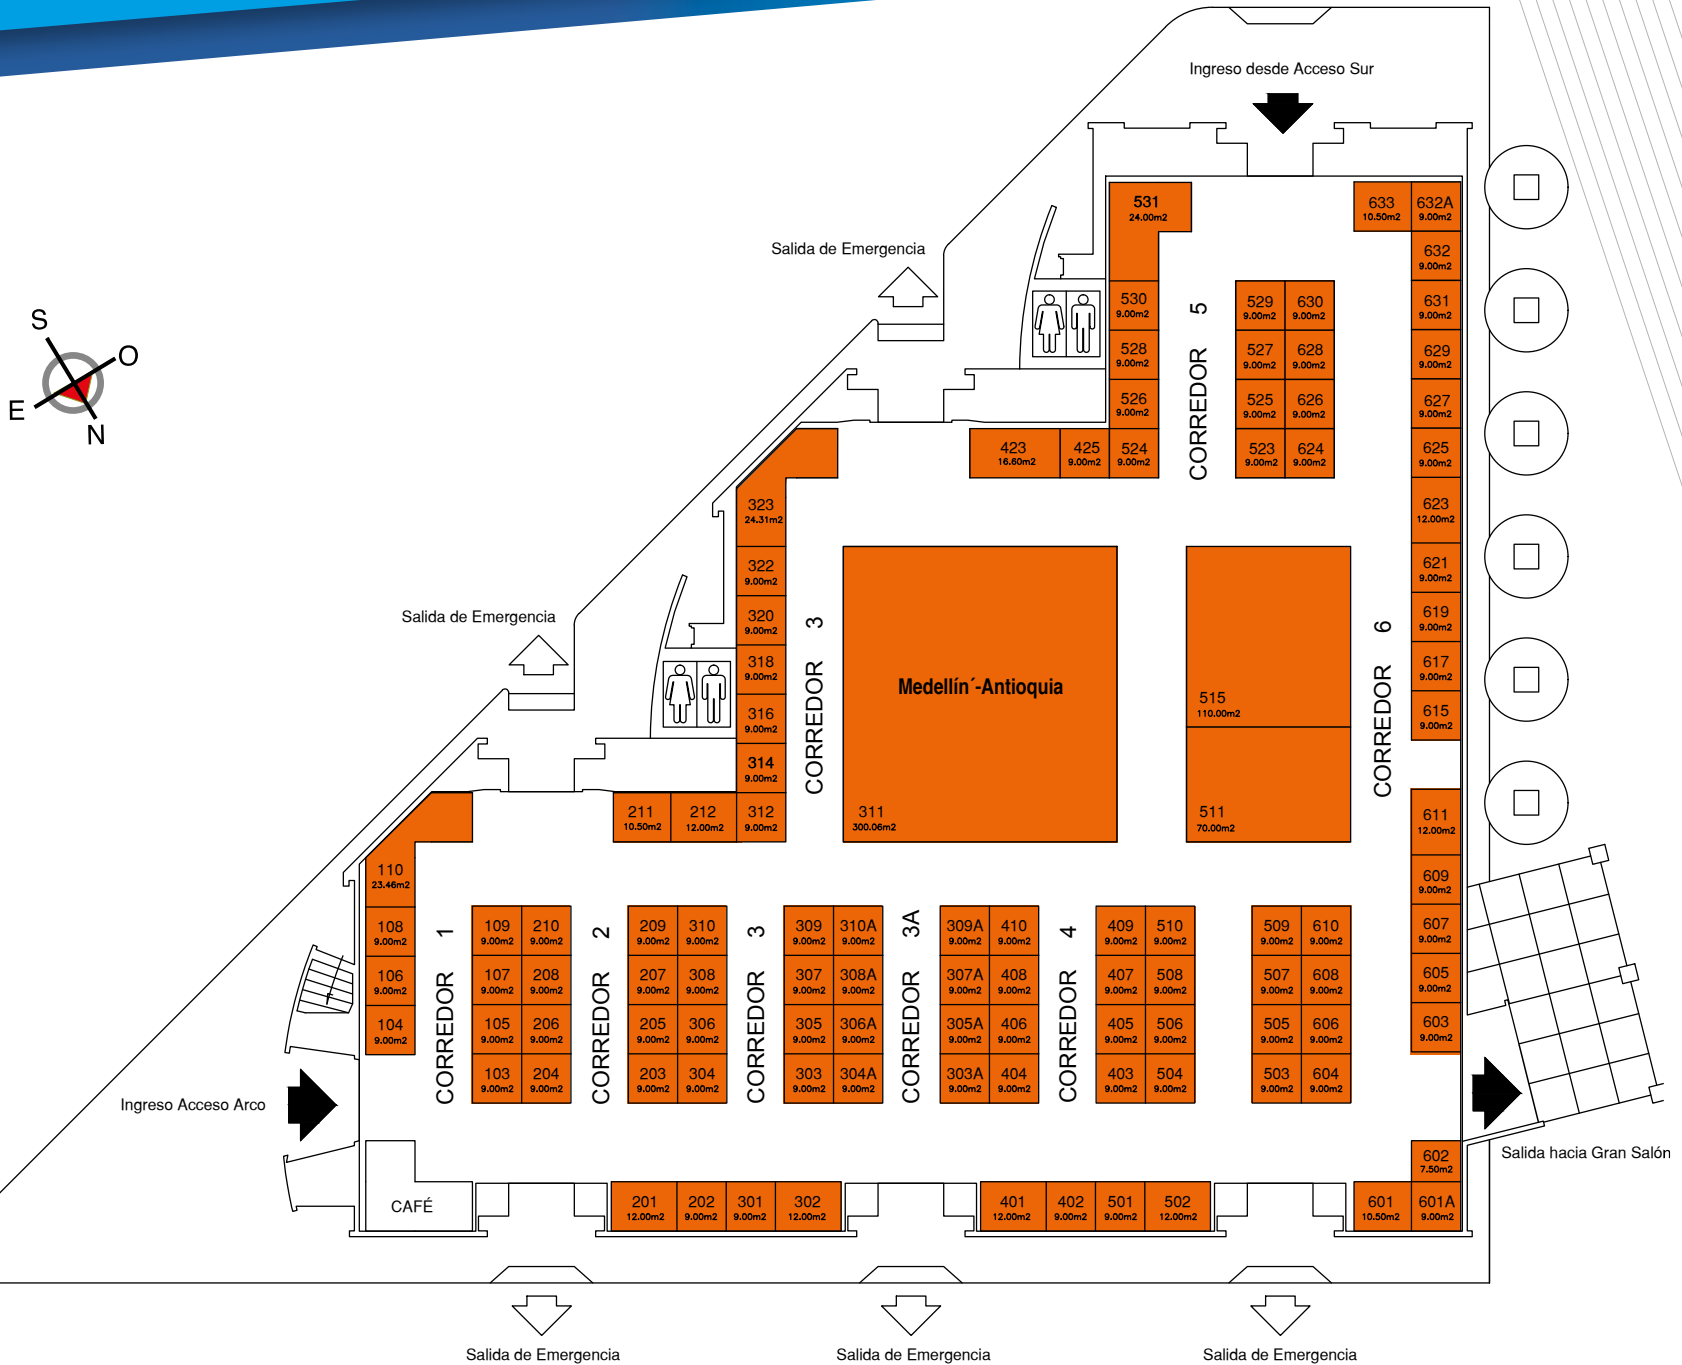 Ingreso desde Acceso Sur
531
24.00m2
633
10.50m2
632A
9.00m2
Salida de Emergencia
632
9.00m2
S
O
E
N
530
9.00m2
CORREDOR 5
529
9.00m2
630
9.00m2
631
9.00m2
528
9.00m2
527
9.00m2
628
9.00m2
629
9.00m2
526
9.00m2
525
9.00m2
626
9.00m2
627
9.00m2
423
16.60m2
425
9.00m2
524
9.00m2
523
9.00m2
624
9.00m2
625
9.00m2
323
24.31m2
623
12.00m2
322
9.00m2
621
9.00m2
Salida de Emergencia
320
9.00m2
CORREDOR 3
CORREDOR 6
619
9.00m2
318
9.00m2
617
9.00m2
Medellín´-Antioquia
515
110.00m2
316
9.00m2
615
9.00m2
314
9.00m2
211
10.50m2
212
12.00m2
312
9.00m2
311
300.06m2
511
70.00m2
611
12.00m2
110
23.46m2
609
9.00m2
108
9.00m2
CORREDOR 1
109
9.00m2
210
9.00m2
CORREDOR 2
209
9.00m2
310
9.00m2
CORREDOR 3
309
9.00m2
310A
9.00m2
CORREDOR 3A
309A
9.00m2
410
9.00m2
CORREDOR 4
409
9.00m2
510
9.00m2
509
9.00m2
610
9.00m2
607
9.00m2
106
9.00m2
107
9.00m2
208
9.00m2
207
9.00m2
308
9.00m2
307
9.00m2
308A
9.00m2
307A
9.00m2
408
9.00m2
407
9.00m2
508
9.00m2
507
9.00m2
608
9.00m2
605
9.00m2
104
9.00m2
105
9.00m2
206
9.00m2
205
9.00m2
306
9.00m2
305
9.00m2
306A
9.00m2
305A
9.00m2
406
9.00m2
405
9.00m2
506
9.00m2
505
9.00m2
606
9.00m2
603
9.00m2
103
9.00m2
204
9.00m2
203
9.00m2
304
9.00m2
303
9.00m2
304A
9.00m2
303A
9.00m2
404
9.00m2
403
9.00m2
504
9.00m2
503
9.00m2
604
9.00m2
Ingreso Acceso Arco
Salida hacia Gran Salón
602
7.50m2
CAFÉ
201
12.00m2
202
9.00m2
301
9.00m2
302
12.00m2
401
12.00m2
402
9.00m2
501
9.00m2
502
12.00m2
601
10.50m2
601A
9.00m2
Salida de Emergencia
Salida de Emergencia
Salida de Emergencia